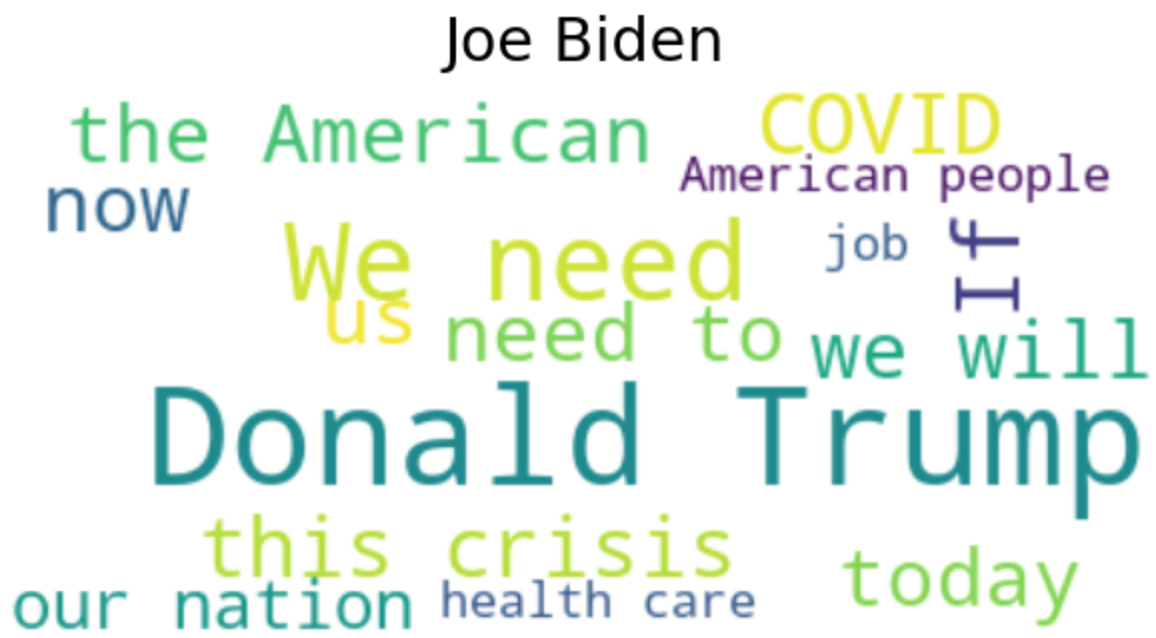 Joe Biden
the American
COVID
American people
now
We need
job
If
us
need to
we will
Donald Trump
this crisis
today
our nation
health care